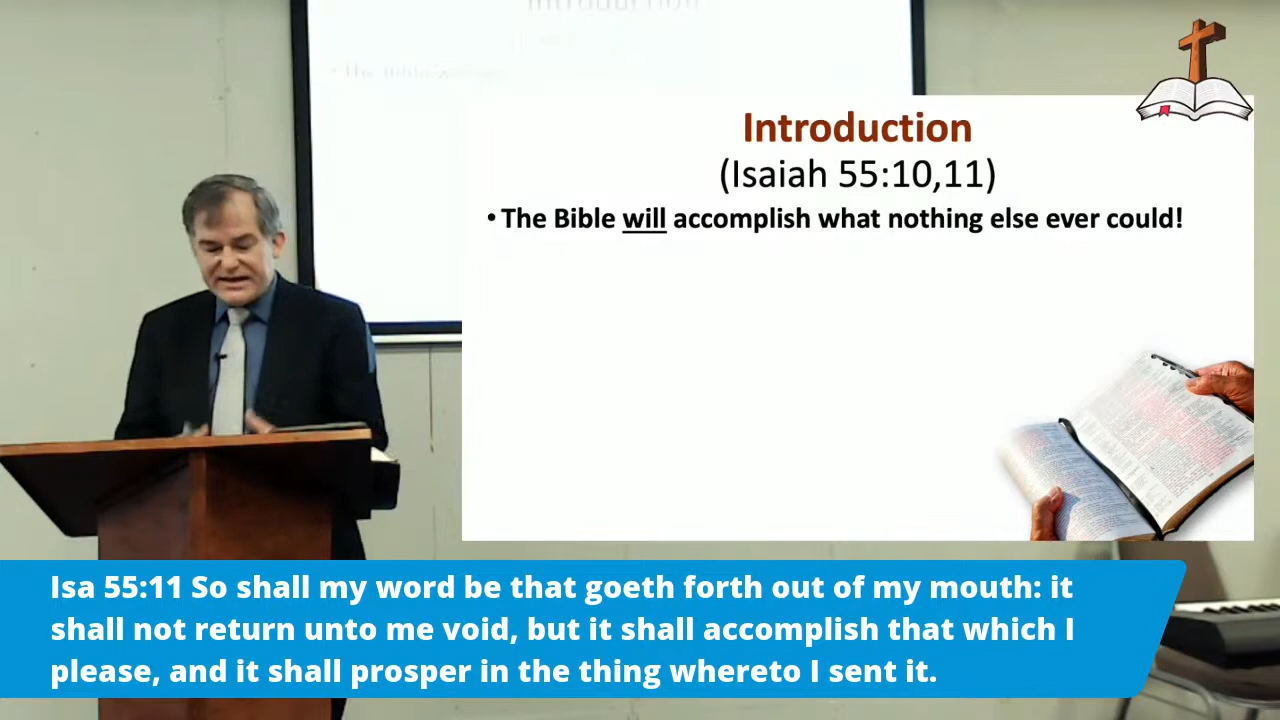 Introduction
(Isaiah 55:10,11)
• The Bible will accomplish what nothing else ever could!
Isa 55:11 So shall my word be that goeth forth out of my mouth: it
shall not return unto me void, but it shall accomplish that which I
please, and it shall prosper in the thing whereto I sent it.